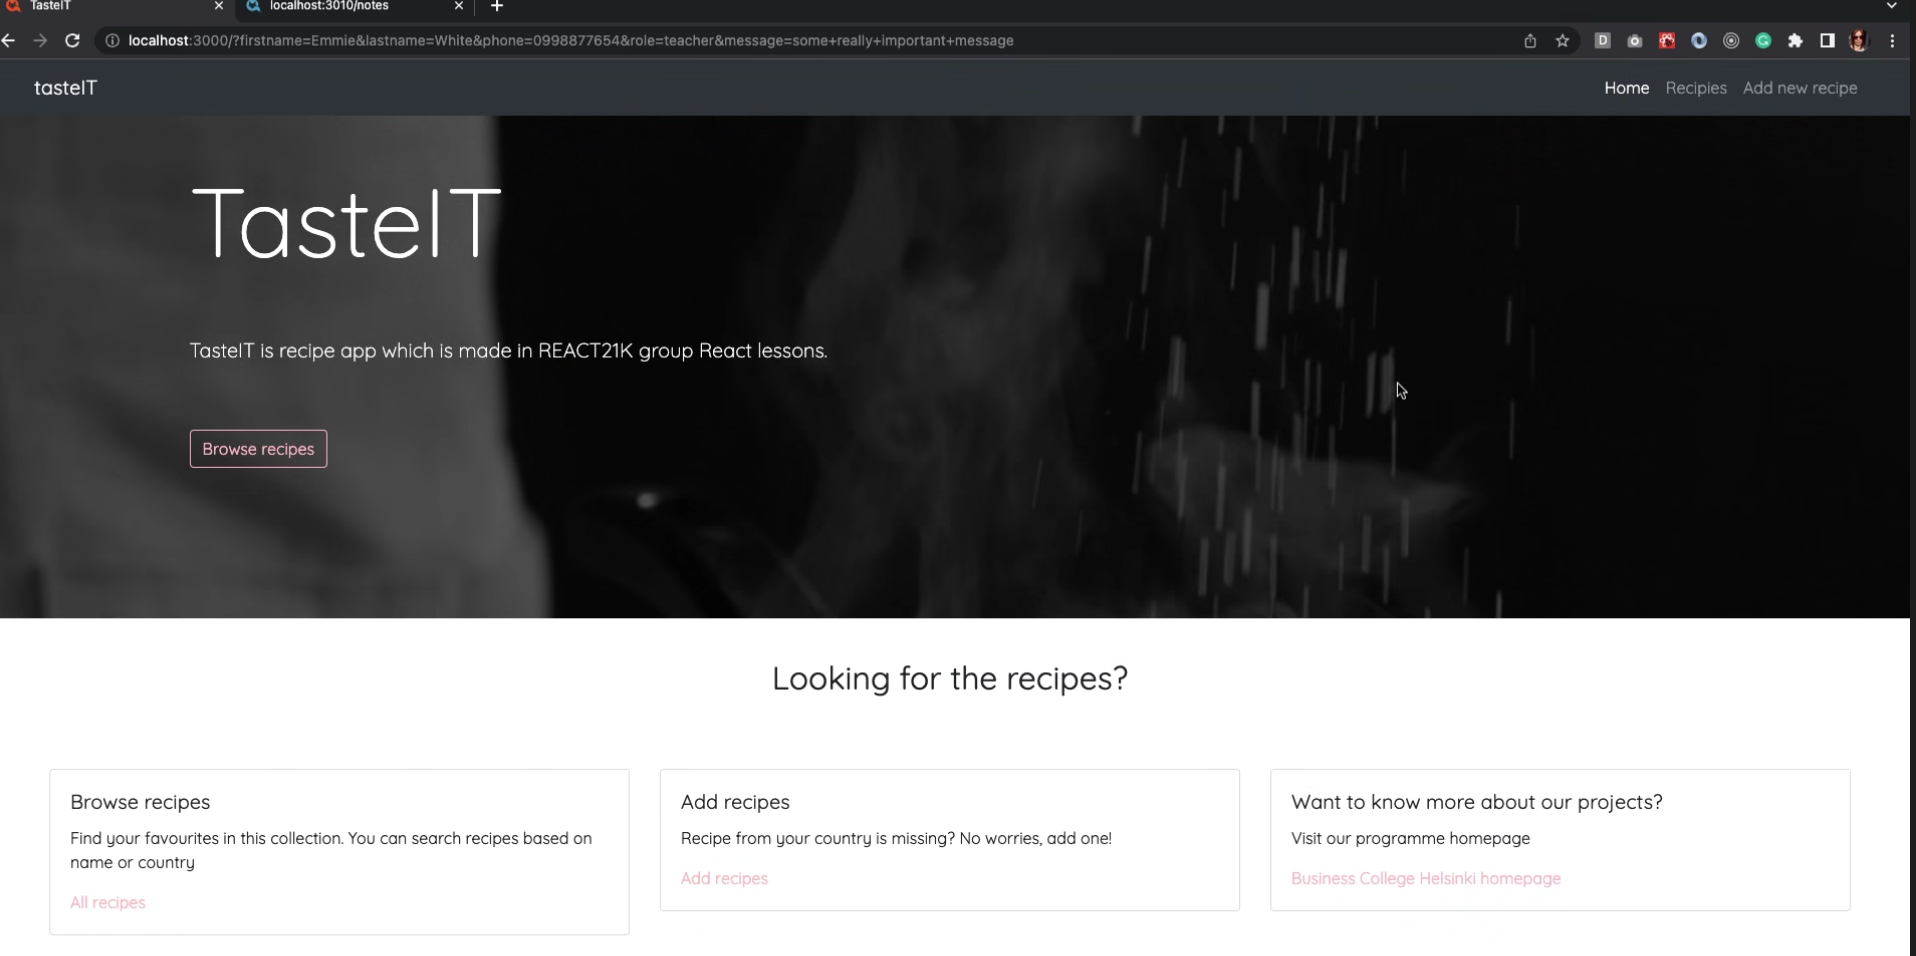 TasteIT
localhost:3010/notes
localhost:3000/?firstname=Emmie&lastname=White&phone=0998877654&role=teacher&message=some+really+important+message
tasteIT
Home Recipies Add new recipe
TasteIT
TasteIT is recipe app which is made in REACT21K group React lessons.
Browse recipes
Looking for the recipes?
Browse recipes
Find your favourites in this collection. You can search recipes based on
name or country
All recipes
Add recipes
Recipe from your country is missing? No worries, add one!
Add recipes
Want to know more about our projects?
Visit our programme homepage
Business College Helsinki homepage